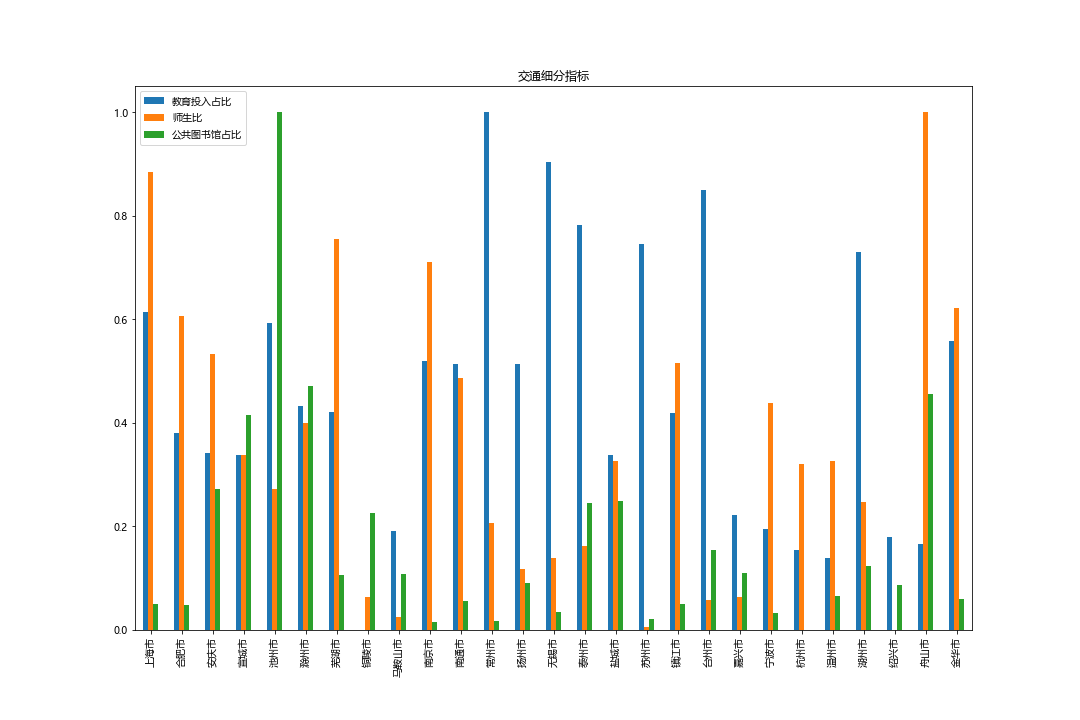 交通细分指标
教育投入占比
师生比
公共图书馆占比
1.0
0.8
0.6
0.4
0.2
0.0
上海市
合肥市
安庆市
宣城市
池州市
滁州市
芜湖市
铜陵市
马鞍山市
南京市
南通市
常州市
扬州市
无锡市
泰州市
盐城市
苏州市
镇江市
台州市
嘉兴市
宁波市
杭州市
温州市
湖州市
绍兴市
舟山市
金华市